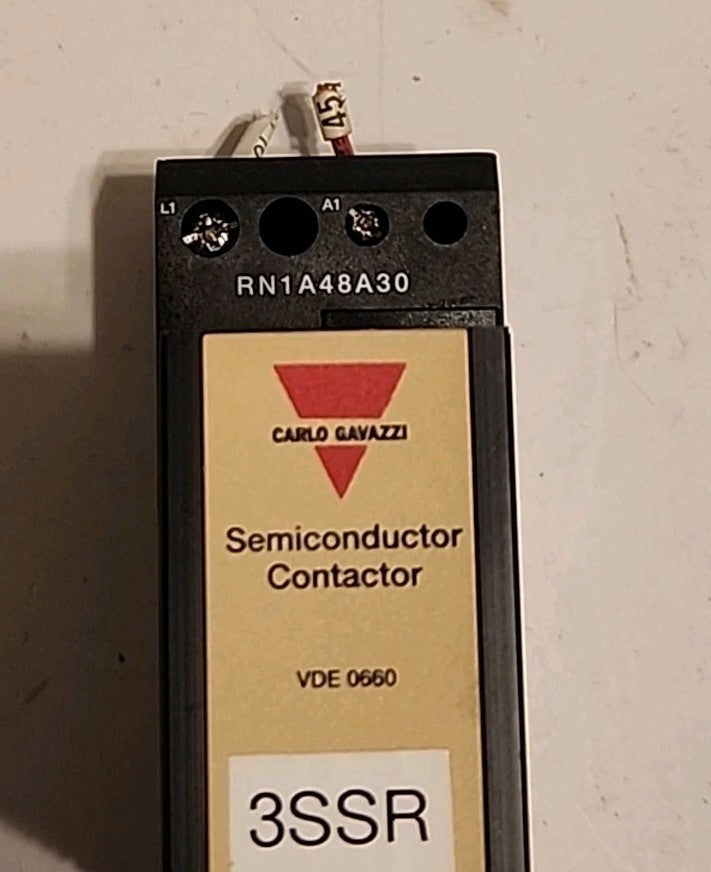 45
L1
A1
RN1A48A30
CARLO GAVAZZI
Semiconductor
Contactor
VDE 0660
3SSR